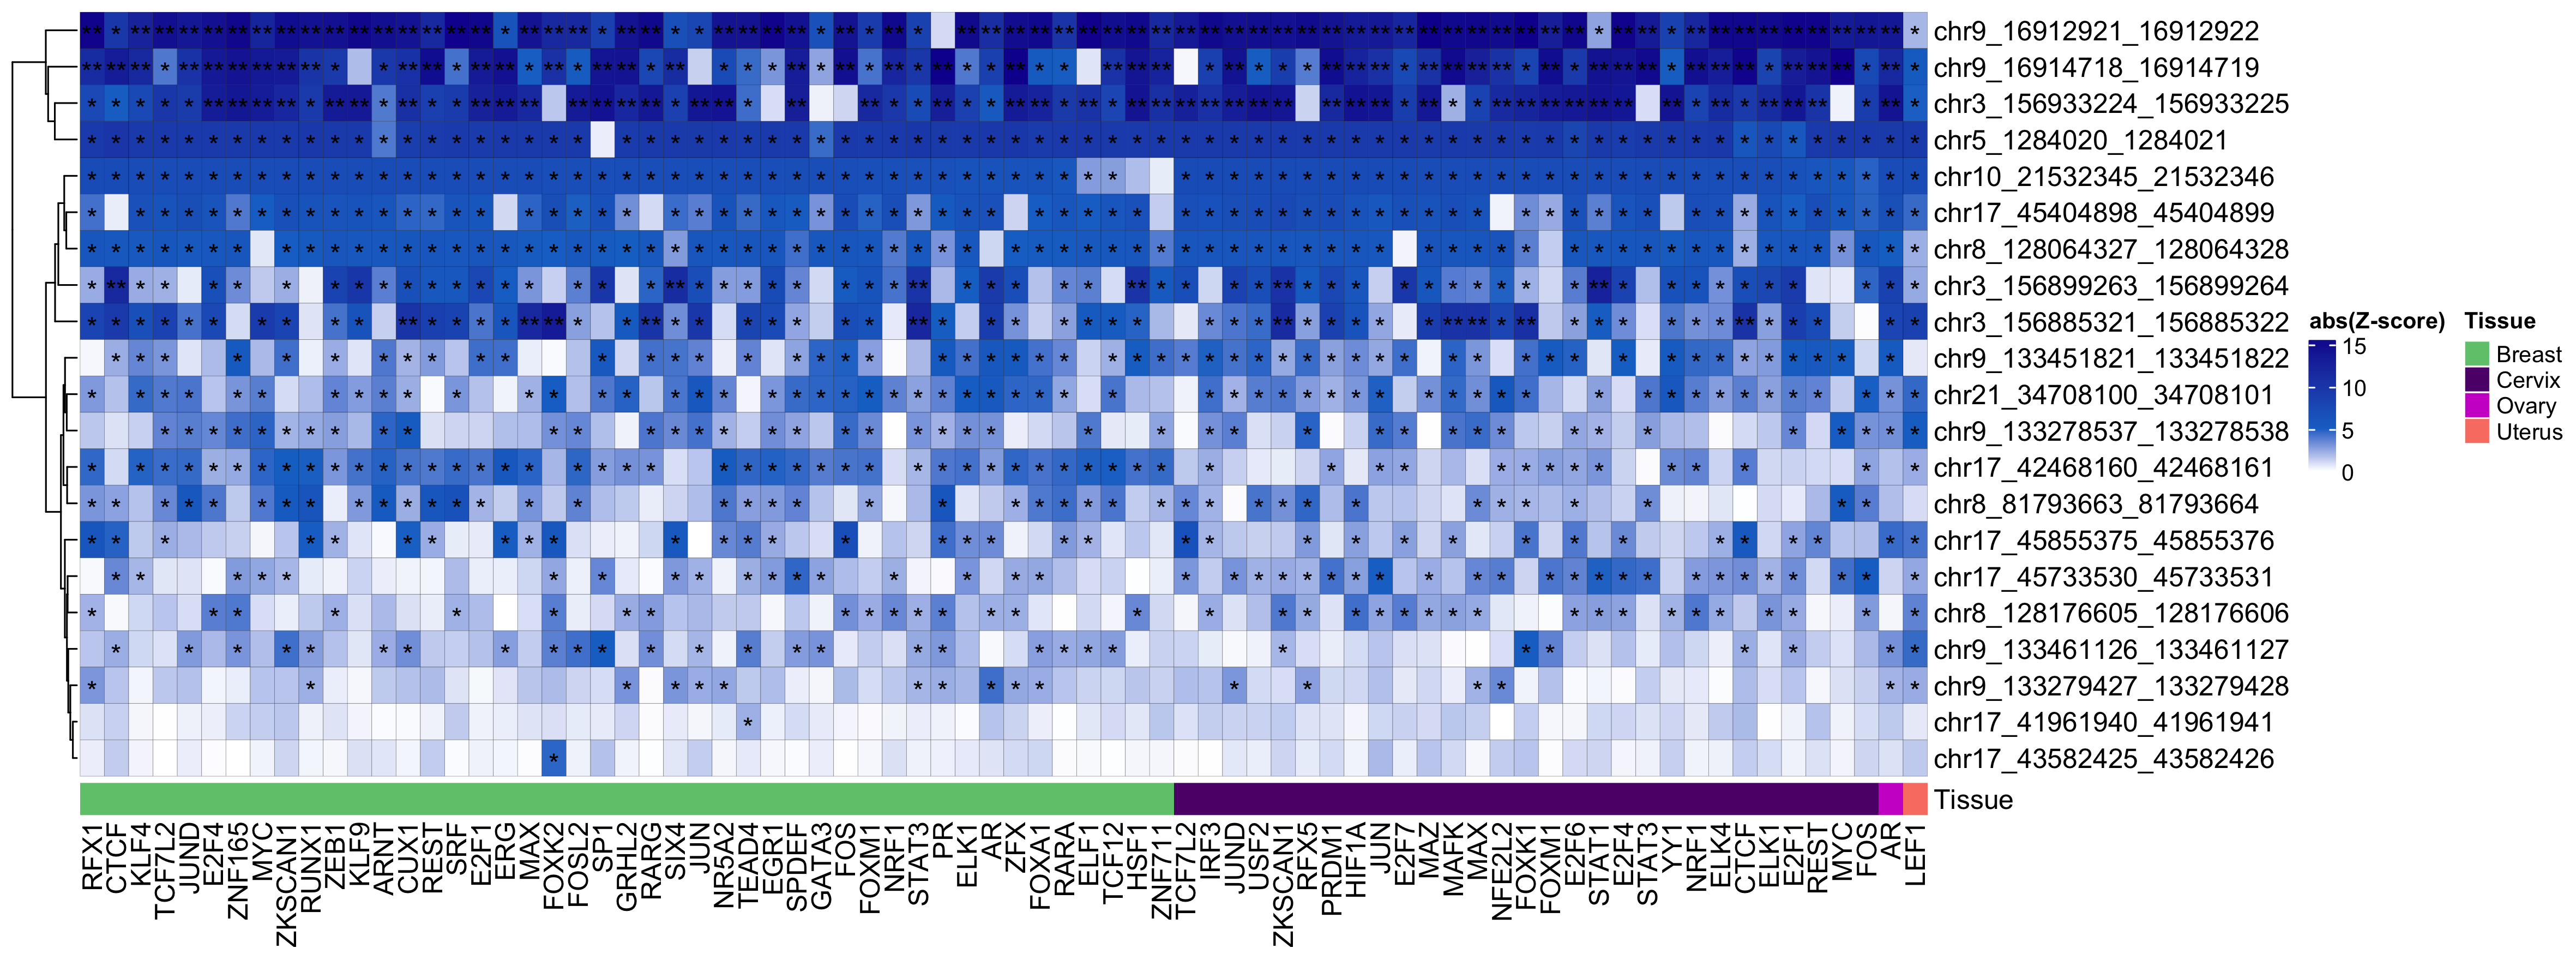 chr9_16912921_16912922
chr9_16914718_16914719
chr3_156933224_156933225
chr5_1284020_1284021
chr10_21532345_21532346
chr17_45404898_45404899
chr8_128064327_128064328
chr3_156899263_156899264
chr3_156885321_156885322
chr9_133451821_133451822
chr21_34708100_34708101
chr9_133278537_133278538
chr17_42468160_42468161
chr8_81793663_81793664
chr17_45855375_45855376
chr17_45733530_45733531
chr8_128176605_128176606
chr9_133461126_133461127
chr9_133279427_133279428
chr17_41961940_41961941
chr17_43582425_43582426
Tissue
RFX1
CTCF
KLF4
TCF7L2
JUND
E2F4
ZNF165
MYC
ZKSCAN1
RUNX1
ZEB1
KLF9
ARNT
CUX1
REST
SRF
E2F1
ERG
MAX
FOXK2
FOSL2
SP1
GRHL2
RARG
SIX4
JUN
NR5A2
TEAD4
EGR1
SPDEF
GATA3
FOS
FOXM1
NRF1
STAT3
PR
ELK1
AR
ZFX
FOXA1
RARA
ELF1
TCF12
HSF1
ZNF711
TCF7L2
IRF3
JUND
USF2
ZKSCAN1
RFX5
PRDM1
HIF1A
JUN
E2F7
MAZ
MAFK
MAX
NFE2L2
FOXK1
FOXM1
E2F6
STAT1
E2F4
STAT3
YY1
NRF1
ELK4
CTCF
ELK1
E2F1
REST
MYC
FOS
AR
LEF1
abs(Z-score)
15
10
5
0
Tissue
Breast
Cervix
Ovary
Uterus